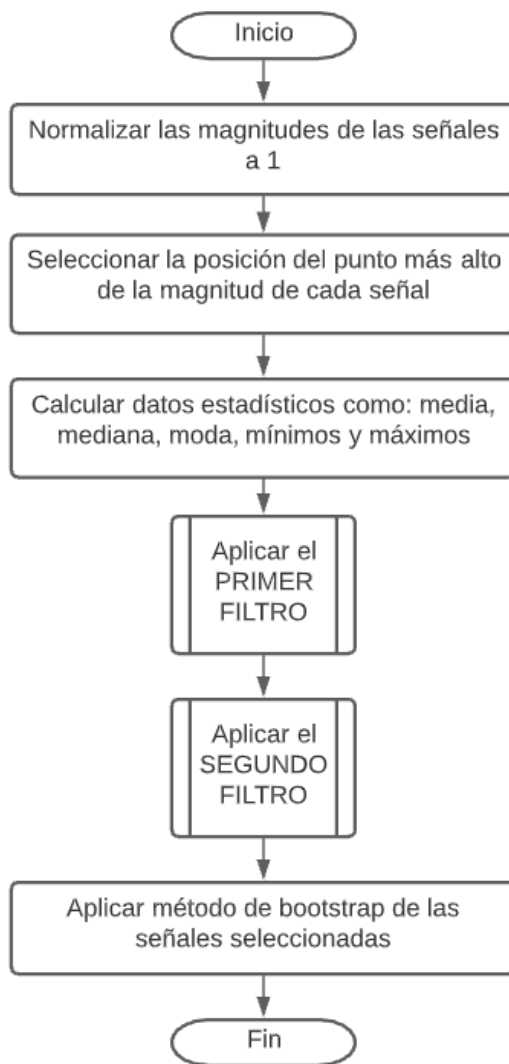 Inicio
Normalizar las magnitudes de las señales
a 1
Seleccionar la posición del punto más alto
de la magnitud de cada señal
Calcular datos estadísticos como: media,
mediana, moda, mínimos y máximos
Aplicar el
PRIMER
FILTRO
Aplicar el
SEGUNDO
FILTRO
Aplicar método de bootstrap de las
señales seleccionadas
Fin